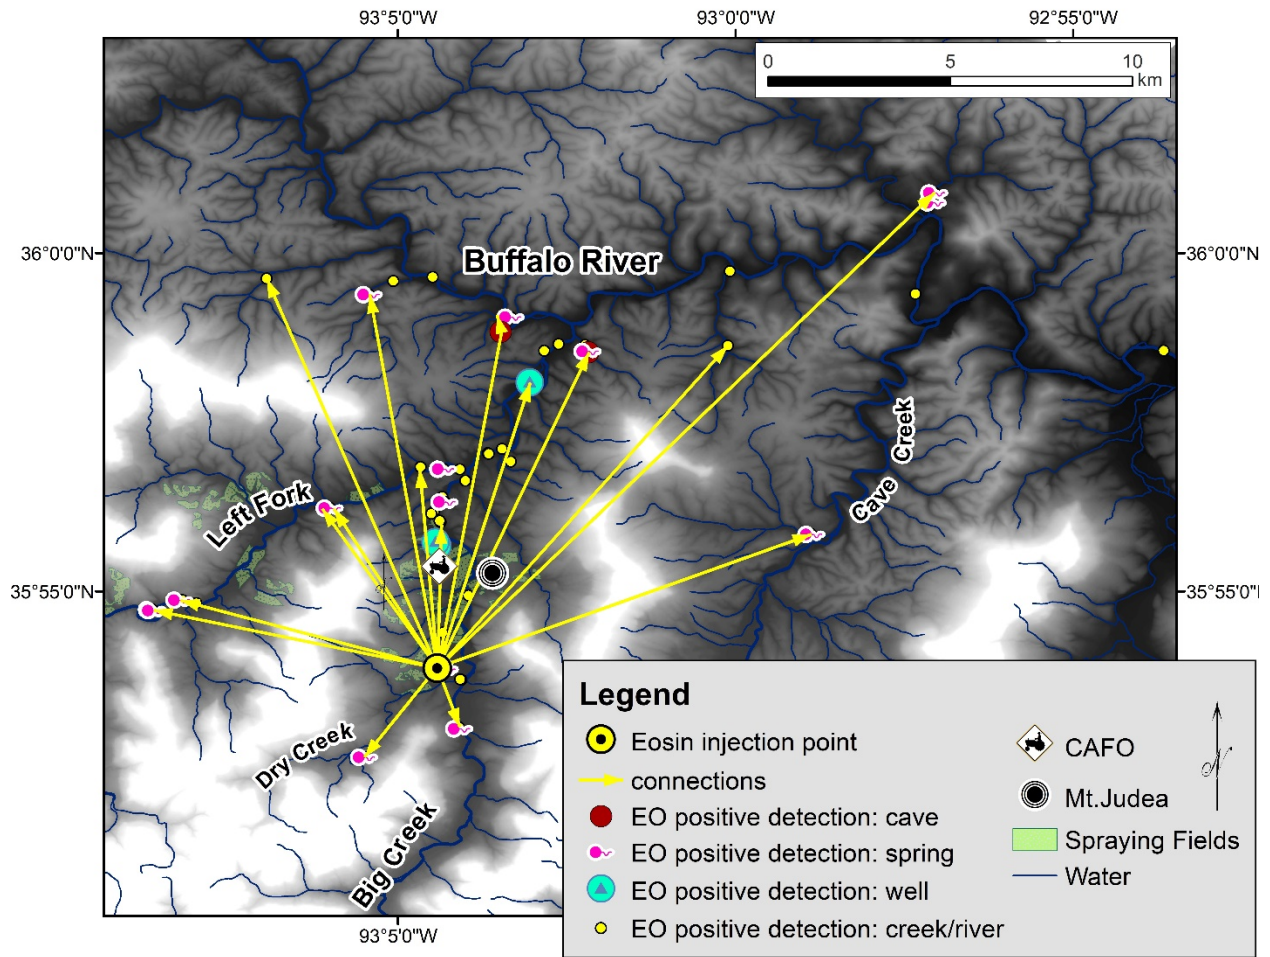 93°5'0"W
93°0'0"W
92°55'0"W
0 5 10
km
36°0'0"N
36°0'0"N
Buffalo River
Left Fork
Cave Creek
35°55'0"N
35°55'0"
Dry Creek
Big Creek
93°5'0"W
Legend
Eosin injection point
connections
EO positive detection: cave
EO positive detection: spring
EO positive detection: well
EO positive detection: creek/river
CAFO
Mt.Judea
Spraying Fields
Water
N